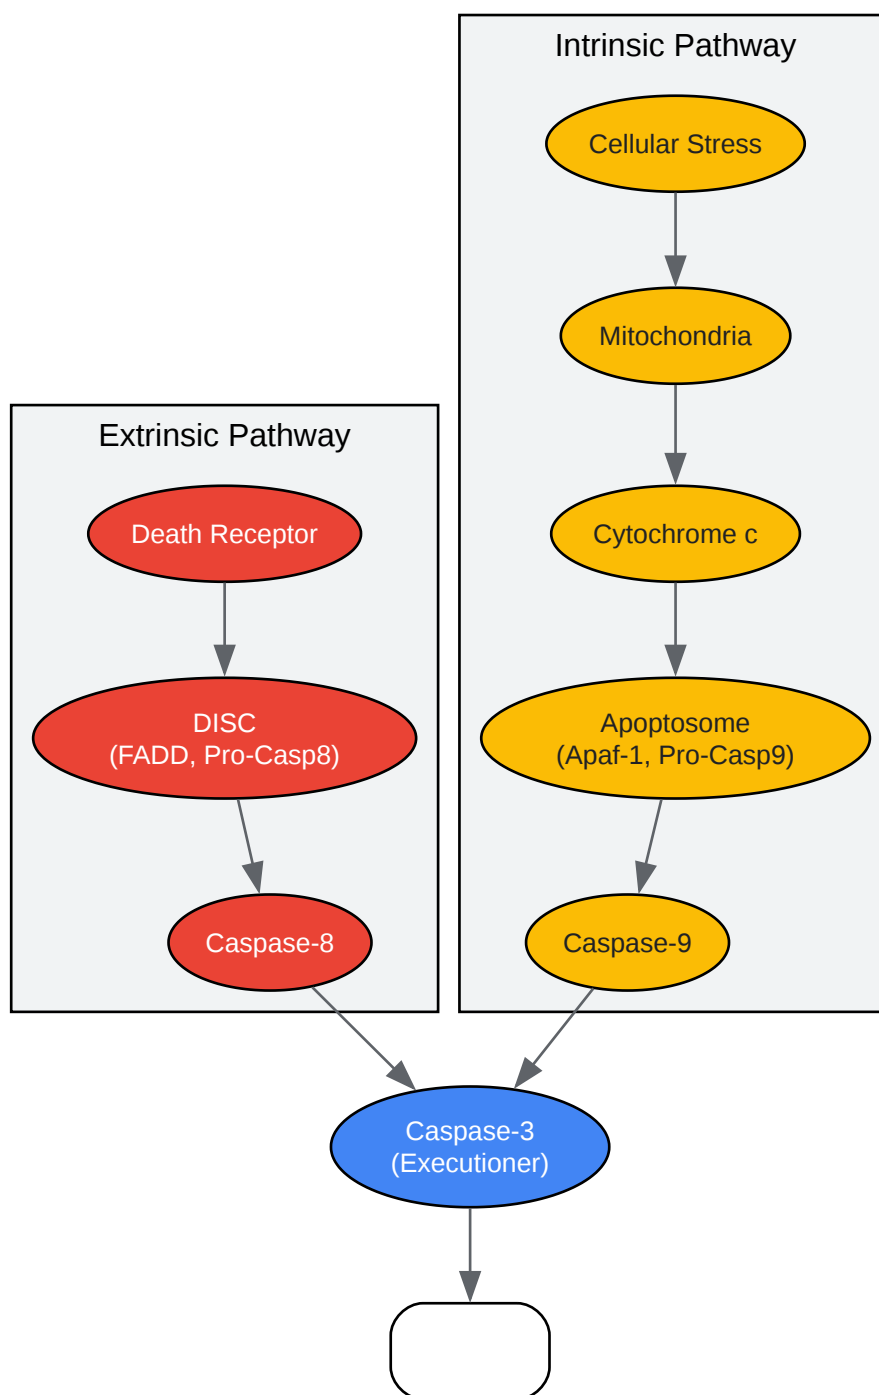 Intrinsic Pathway
Cellular Stress
Mitochondria
Extrinsic Pathway
Death Receptor
Cytochrome c
DISC
(FADD, Pro-Casp8)
Apoptosome
(Apaf-1, Pro-Casp9)
Caspase-8
Caspase-9
Caspase-3
(Executioner)